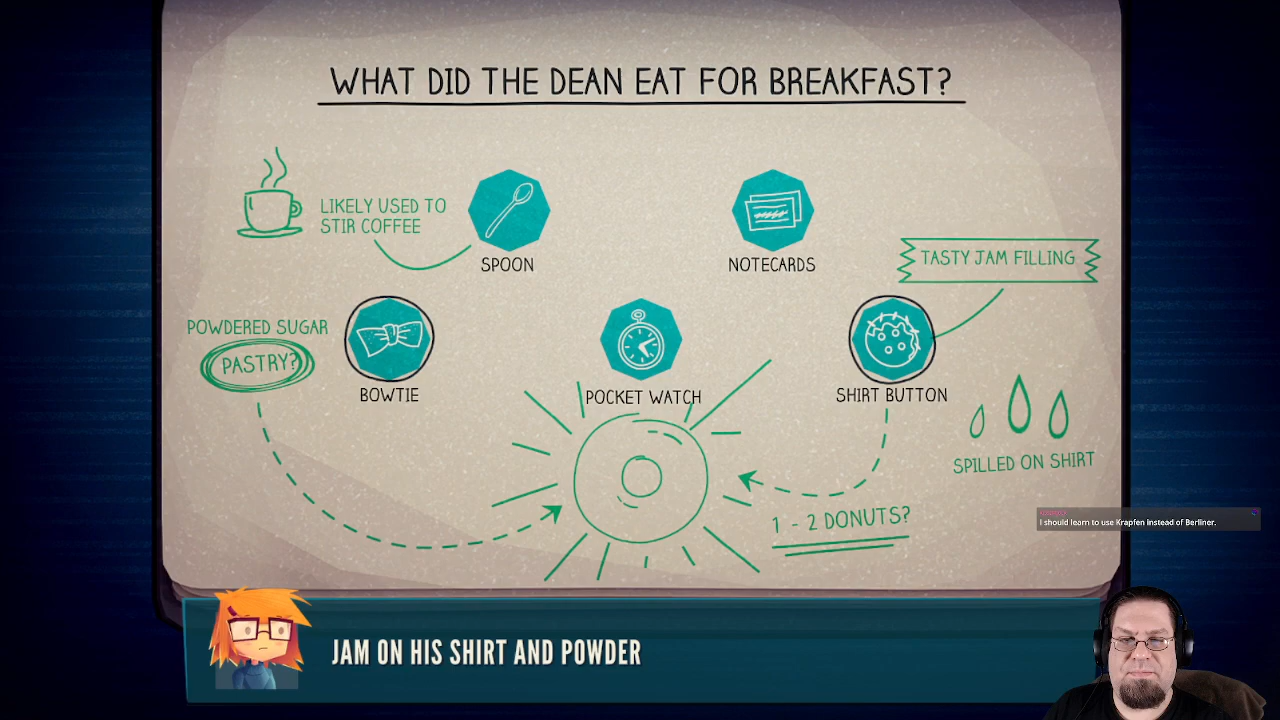 WHAT DID THE DEAN EAT FOR BREAKFAST?
LIKELY USED TO
STIR COFFEE
SPOON
NOTECARDS
TASTY JAM FILLING
POWDERED SUGAR
PASTRY?
BOWTIE
POCKET WATCH
SHIRT BUTTON
SPILLED ON SHIRT
1 - 2 DONUTS?
I should learn to use Krapfen instead of Berliner.
JAM ON HIS SHIRT AND POWDER